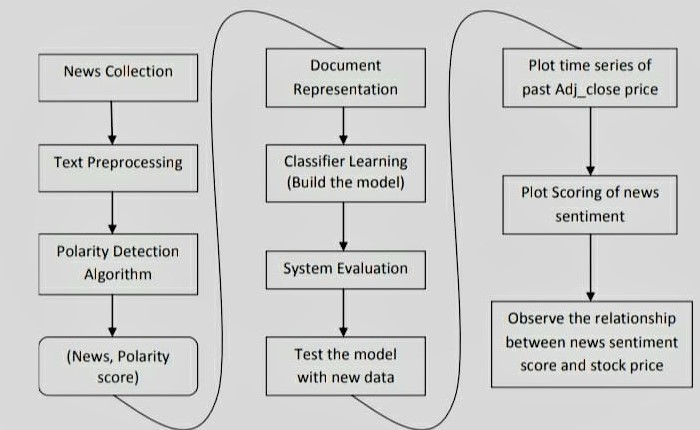 News Collection
Text Preprocessing
Polarity Detection
Algorithm
(News, Polarity
score)
Document
Representation
Classifier Learning
(Build the model)
System Evaluation
Test the model
with new data
Plot time series of
past Adj_close price
Plot Scoring of news
sentiment
Observe the relationship
between news sentiment
score and stock price